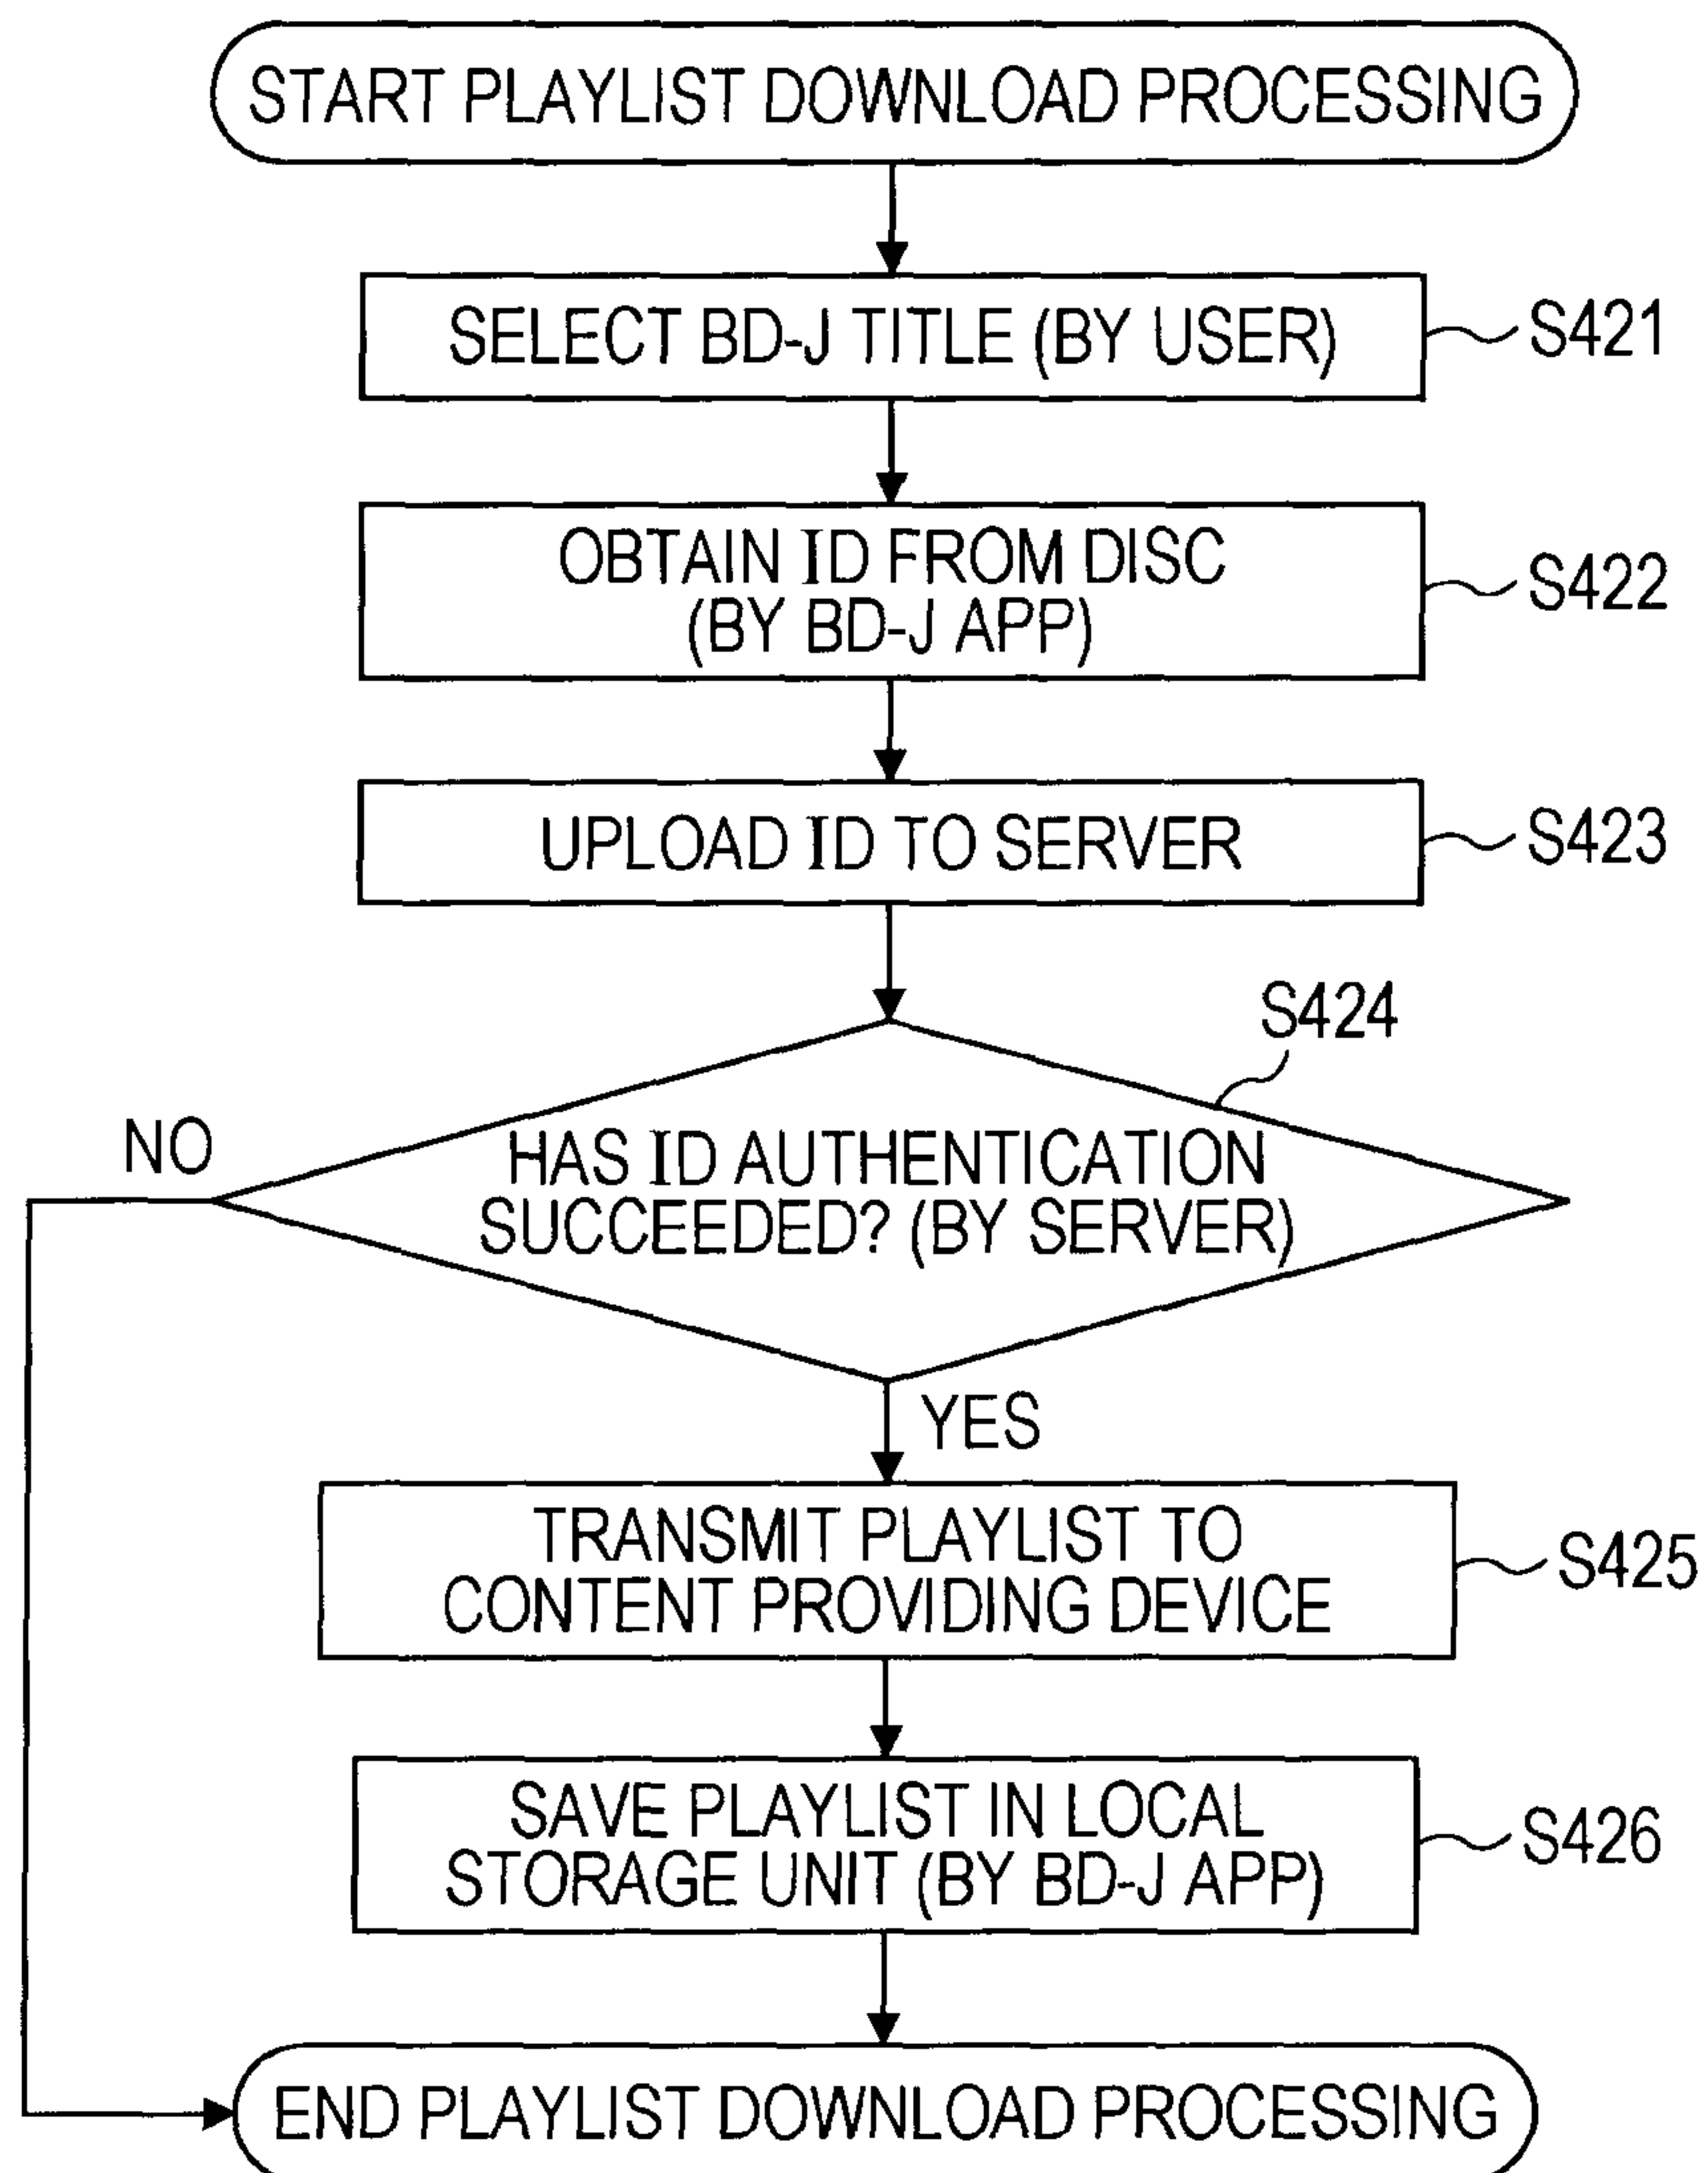 START PLAYLIST DOWNLOAD PROCESSING
SELECT BD-J TITLE (BY USER)
S421
OBTAIN ID FROM DISC
(BY BD-J APP)
S422
UPLOAD ID TO SERVER
S423
S424
NO
HAS ID AUTHENTICATION
SUCCEEDED? (BY SERVER)
YES
TRANSMIT PLAYLIST TO
CONTENT PROVIDING DEVICE
S425
SAVE PLAYLIST IN LOCAL
STORAGE UNIT (BY BD-J APP)
S426
END PLAYLIST DOWNLOAD PROCESSING